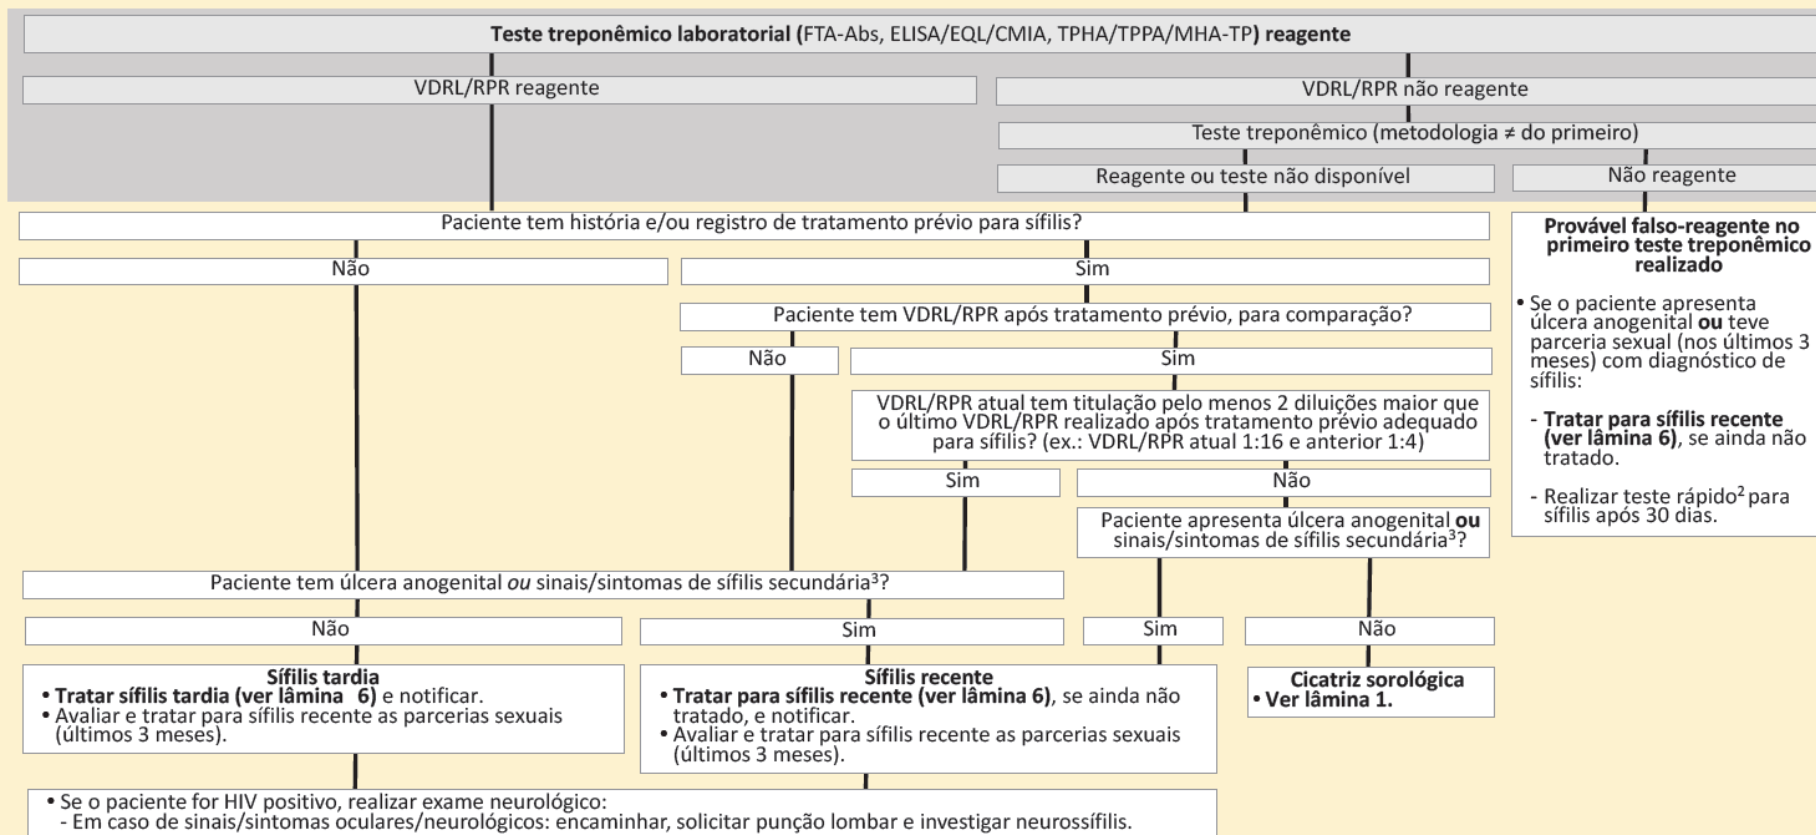 Teste treponêmico laboratorial (FTA-Abs, ELISA/EQL/CMIA, TPHA/TPPA/MHA-TP) reagente
VDRL/RPR reagente
VDRL/RPR não reagente
Teste treponêmico (metodologia ≠ do primeiro)
Reagente ou teste não disponível
Não reagente
Paciente tem história e/ou registro de tratamento prévio para sífilis?
Não
Sim
Paciente tem VDRL/RPR após tratamento prévio, para comparação?
Não
Sim
VDRL/RPR atual tem titulação pelo menos 2 diluições maior que
o último VDRL/RPR realizado após tratamento prévio adequado
para sífilis? (ex.: VDRL/RPR atual 1:16 e anterior 1:4)
Sim
Não
Paciente apresenta úlcera anogenital ou
sinais/sintomas de sífilis secundária³?
Provável falso-reagente no
primeiro teste treponêmico
realizado
• Se o paciente apresenta
úlcera anogenital ou teve
parceria sexual (nos últimos 3
meses) com diagnóstico de
sífilis:
- Tratar para sífilis recente
(ver lâmina 6), se ainda não
tratado.
- Realizar teste rápido² para
sífilis após 30 dias.
Paciente tem úlcera anogenital ou sinais/sintomas de sífilis secundária³?
Não
Sim
Sim
Não
Sífilis tardia
• Tratar sífilis tardia (ver lâmina 6) e notificar.
• Avaliar e tratar para sífilis recente as parcerias sexuais
(últimos 3 meses).
Sífilis recente
• Tratar para sífilis recente (ver lâmina 6), se ainda não
tratado, e notificar.
• Avaliar e tratar para sífilis recente as parcerias sexuais
(últimos 3 meses).
Cicatriz sorológica
• Ver lâmina 1.
• Se o paciente for HIV positivo, realizar exame neurológico:
- Em caso de sinais/sintomas oculares/neurológicos: encaminhar, solicitar punção lombar e investigar neurossífilis.